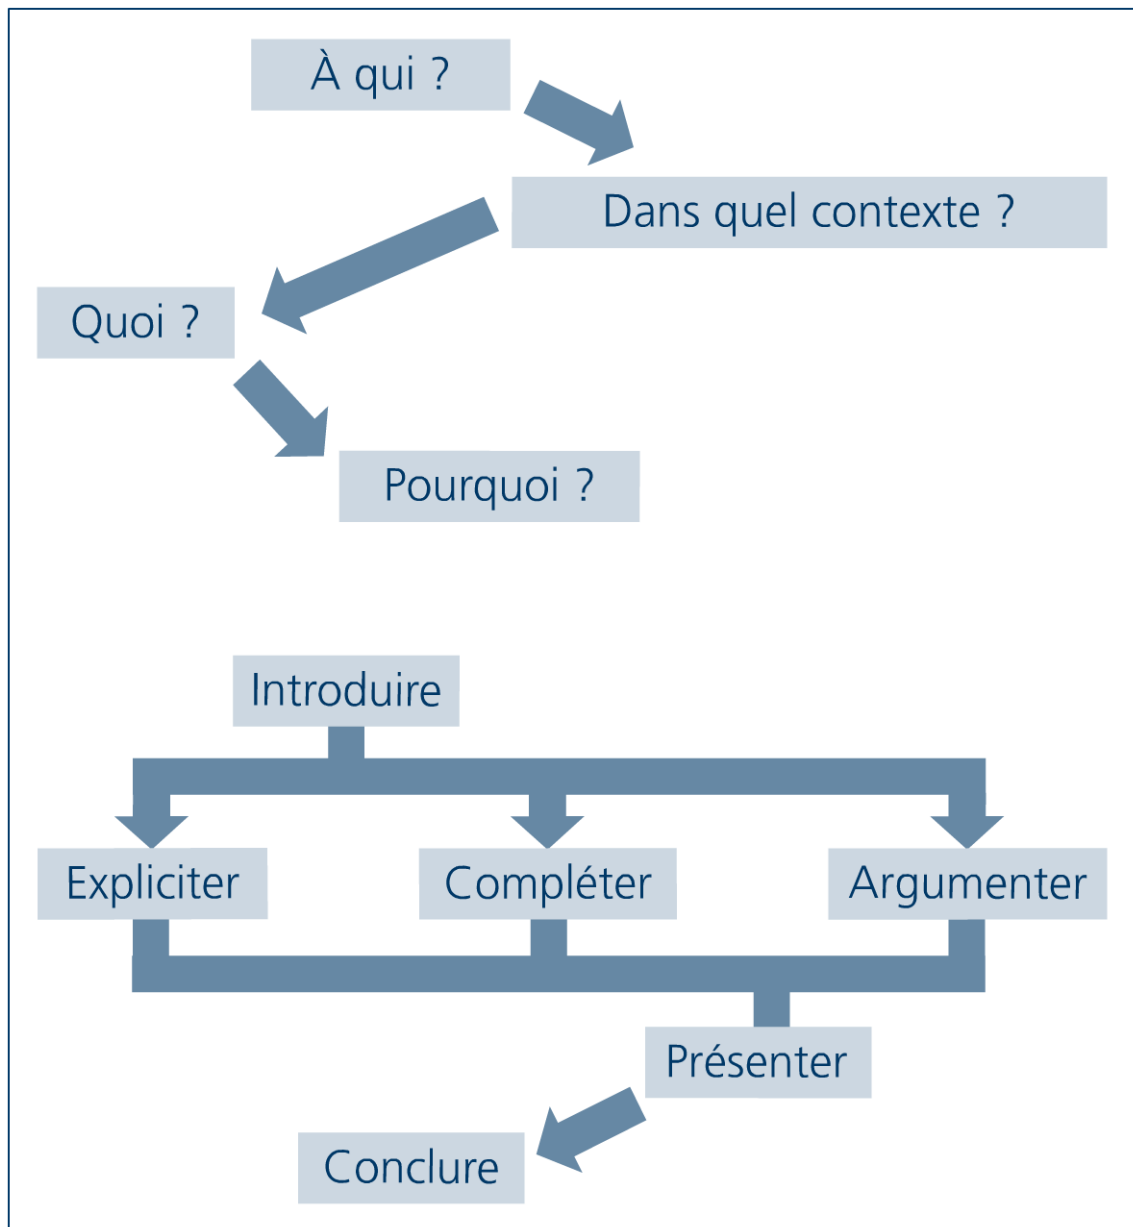 À qui ?
Dans quel contexte ?
Quoi ?
Pourquoi ?
Introduire
Expliciter
Compléter
Argumenter
Présenter
Conclure